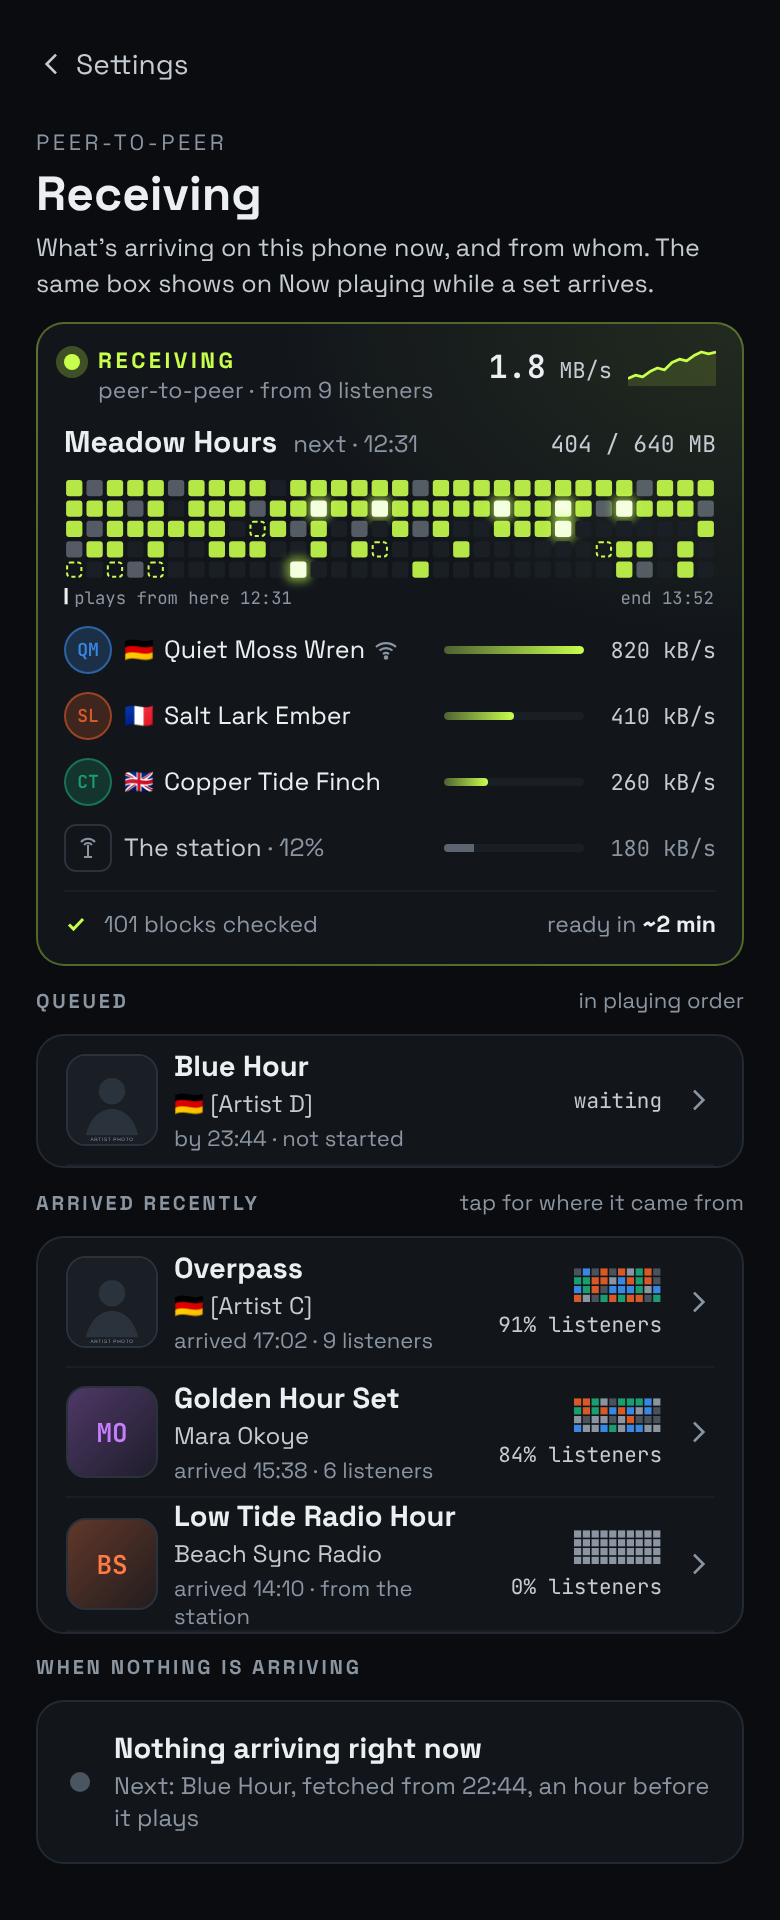 Settings
PEER-TO-PEER
Receiving
What's arriving on this phone now, and from whom. The
same box shows on Now playing while a set arrives.
RECEIVING
1.8 MB/s
peer-to-peer · from 9 listeners
Meadow Hours next · 12:31 404 / 640 MB
plays from here 12:31 end 13:52
QM Quiet Moss Wren 820 kB/s
SL Salt Lark Ember 410 kB/s
CT Copper Tide Finch 260 kB/s
The station · 12% 180 kB/s
101 blocks checked ready in ~2 min
QUEUED in playing order
Blue Hour
[Artist D]
waiting
by 23:44 · not started
ARTIST PHOTO
ARRIVED RECENTLY tap for where it came from
Overpass
[Artist C]
91% listeners
arrived 17:02 · 9 listeners
ARTIST PHOTO
MO
Golden Hour Set
Mara Okoye
84% listeners
arrived 15:38 · 6 listeners
BS
Low Tide Radio Hour
Beach Sync Radio
0% listeners
arrived 14:10 · from the
station
WHEN NOTHING IS ARRIVING
Nothing arriving right now
Next: Blue Hour, fetched from 22:44, an hour before
it plays